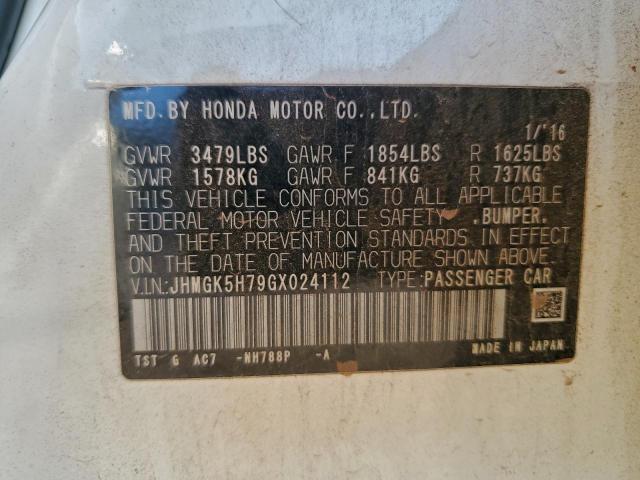 MFD.BY HONDA MOTOR CO.,LTD.
1/'16
GVWR 3479LBS GAWR F 1854LBS R 1625LBS
GVWR 1578KG GAWR F 841KG R 737KG
THIS VEHICLE CONFORMS TO ALL APPLICABLE
FEDERAL MOTOR VEHICLE SAFETY ,BUMPER,
AND THEFT PREVENTION STANDARDS IN EFFECT
ON THE DATE OF MANUFACTURE SHOWN ABOVE.
V.I.N:JHMGK5H79GX024112 TYPE:PASSENGER CAR
TST G AC7 -NH788P -A MADE IN JAPAN